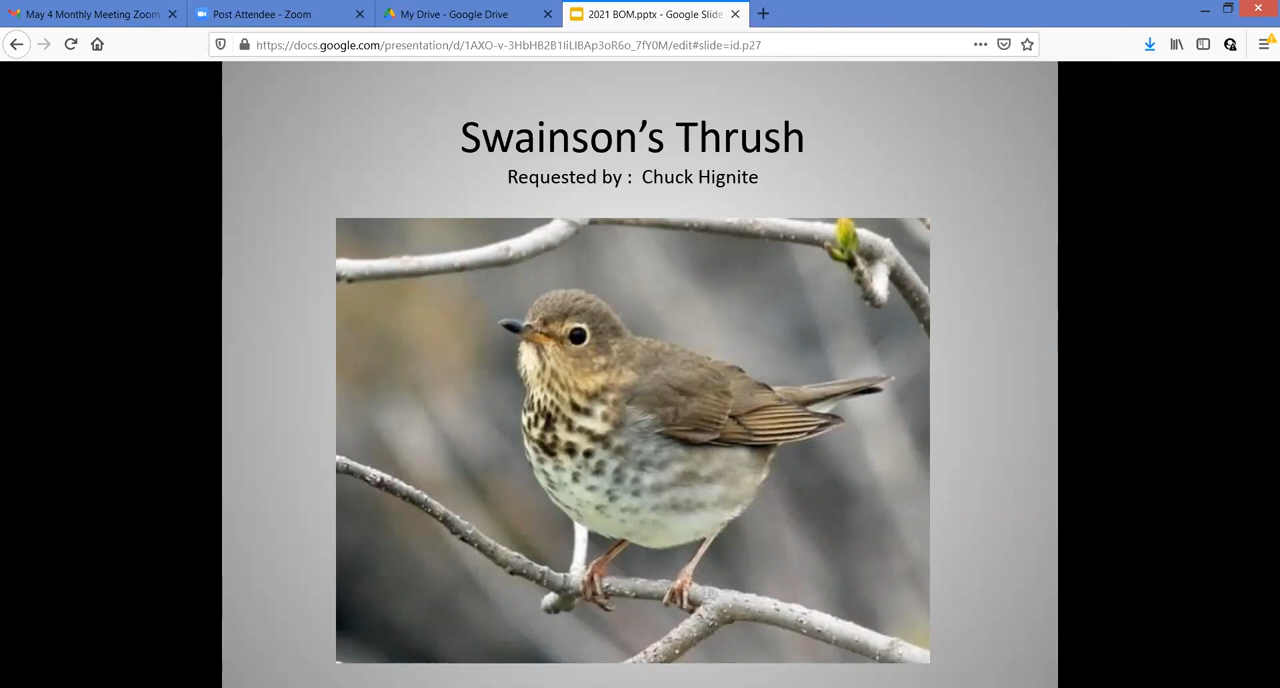 May 4 Monthly Meeting Zoom
Post Attendee - Zoom
My Drive - Google Drive
2021 BOM.pptx - Google Slide
https://docs.google.com/presentation/d/1AXO-v-3HbHB2B1IiLIBAp3oR6o_7fY0M/edit#slide=id.p27
Swainson’s Thrush
Requested by : Chuck Hignite